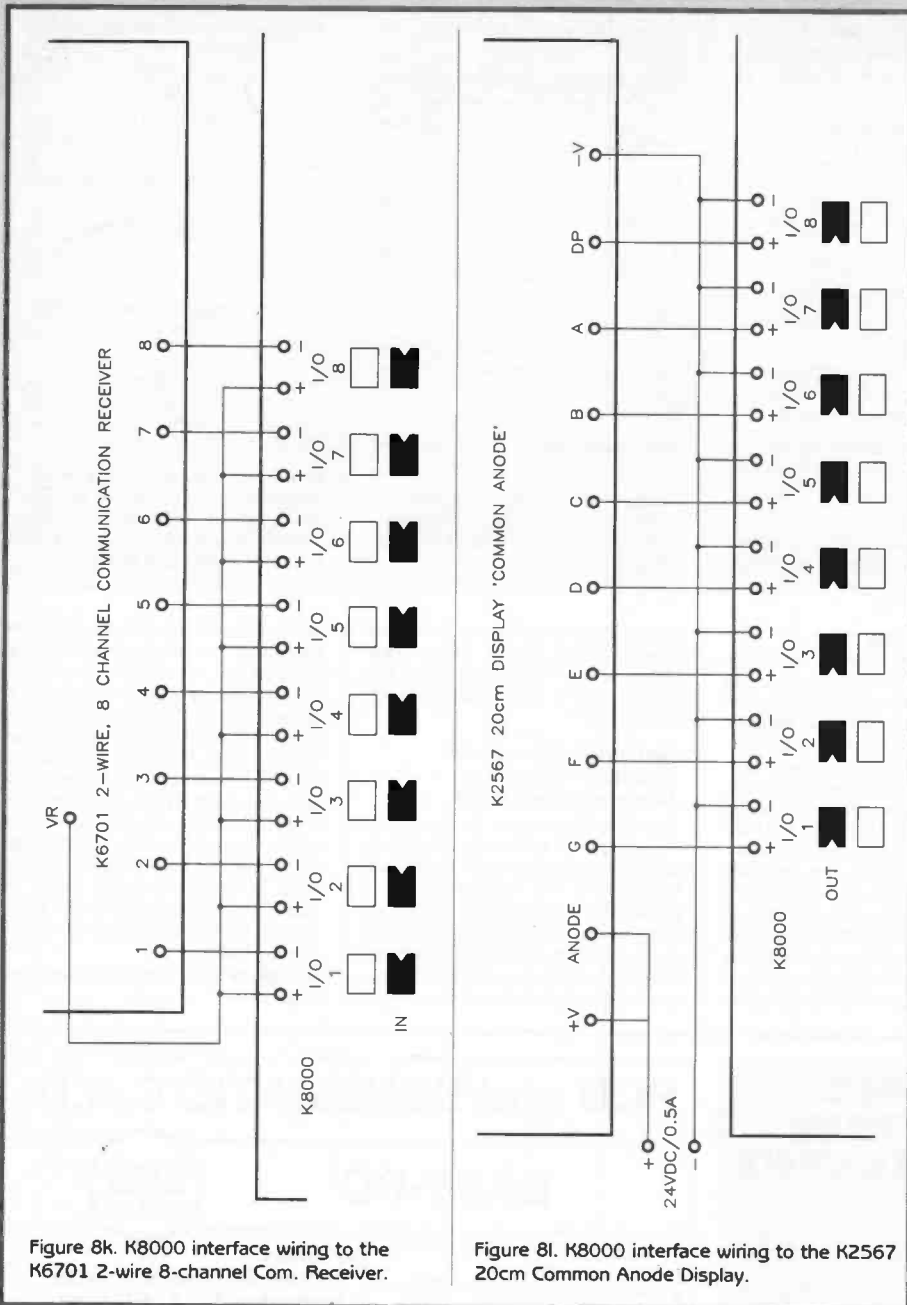 VR
K6701 2-WIRE, 8 CHANNEL COMMUNICATION RECEIVER
1 2 3 4 5 6 7 8
+ - + - + - + - + - + - + - + -
I/O I/O I/O I/O I/O I/O I/O I/O
1 2 3 4 5 6 7 8
IN
K8000
Figure 8k. K8000 interface wiring to the
K6701 2-wire 8-channel Com. Receiver.
K2567 20cm DISPLAY 'COMMON ANODE'
+V ANODE G F E D C B A DP -V
+
24VDC/0.5A
-
+ - + - + - + - + - + - + - + -
I/O I/O I/O I/O I/O I/O I/O I/O
1 2 3 4 5 6 7 8
OUT
K8000
Figure 8l. K8000 interface wiring to the K2567
20cm Common Anode Display.